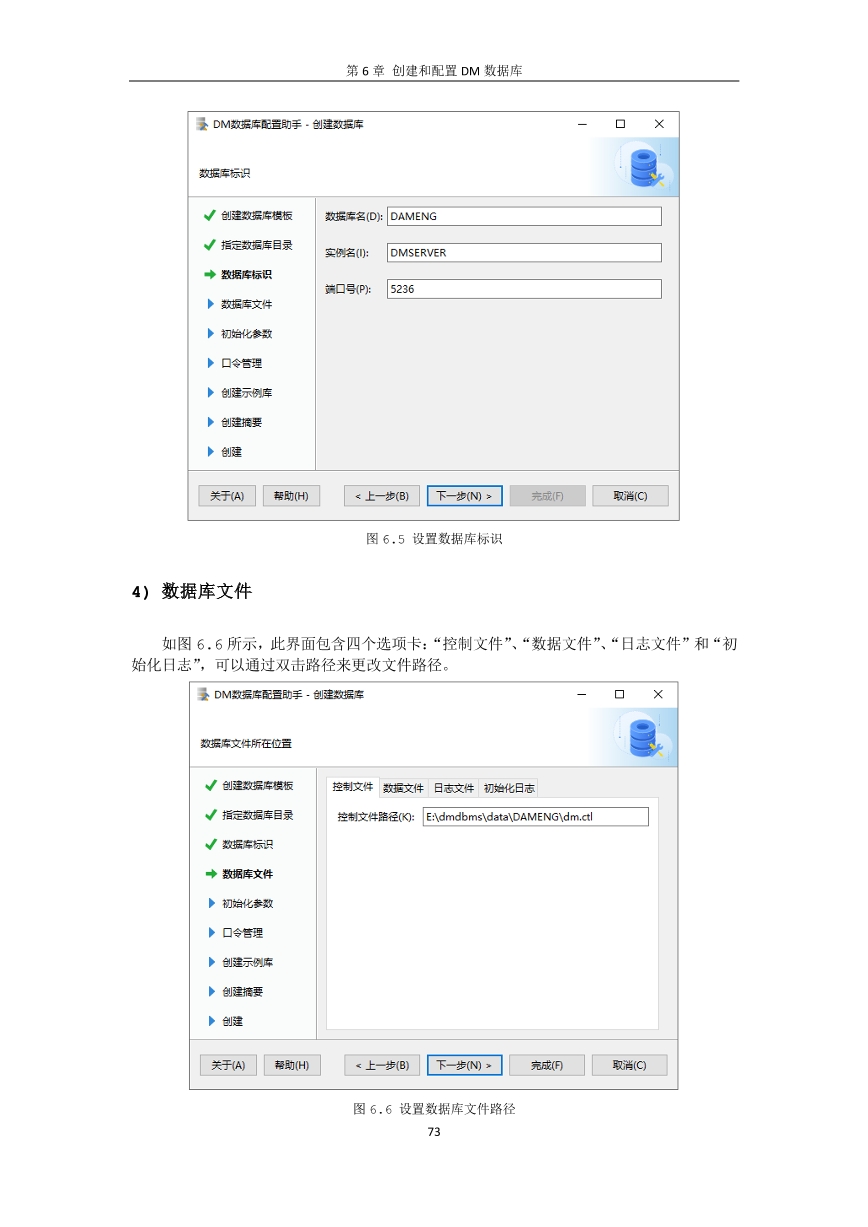 第 6 章 创建和配置 DM 数据库
DM数据库配置助手 - 创建数据库
数据库标识
创建数据库模板
指定数据库目录
数据库标识
数据库文件
初始化参数
口令管理
创建示例库
创建摘要
创建
数据库名(D): DAMENG
实例名(I): DMSERVER
端口号(P): 5236
关于(A) 帮助(H) < 上一步(B) 下一步(N) > 完成(F) 取消(C)
图 6.5 设置数据库标识
4) 数据库文件
如图 6.6 所示，此界面包含四个选项卡：“控制文件”、“数据文件”、“日志文件”和“初
始化日志”，可以通过双击路径来更改文件路径。
DM数据库配置助手 - 创建数据库
数据库文件所在位置
创建数据库模板
指定数据库目录
数据库标识
数据库文件
初始化参数
口令管理
创建示例库
创建摘要
创建
控制文件 数据文件 日志文件 初始化日志
控制文件路径(K): E:\dmdbms\data\DAMENG\dm.ctl
关于(A) 帮助(H) < 上一步(B) 下一步(N) > 完成(F) 取消(C)
图 6.6 设置数据库文件路径
73